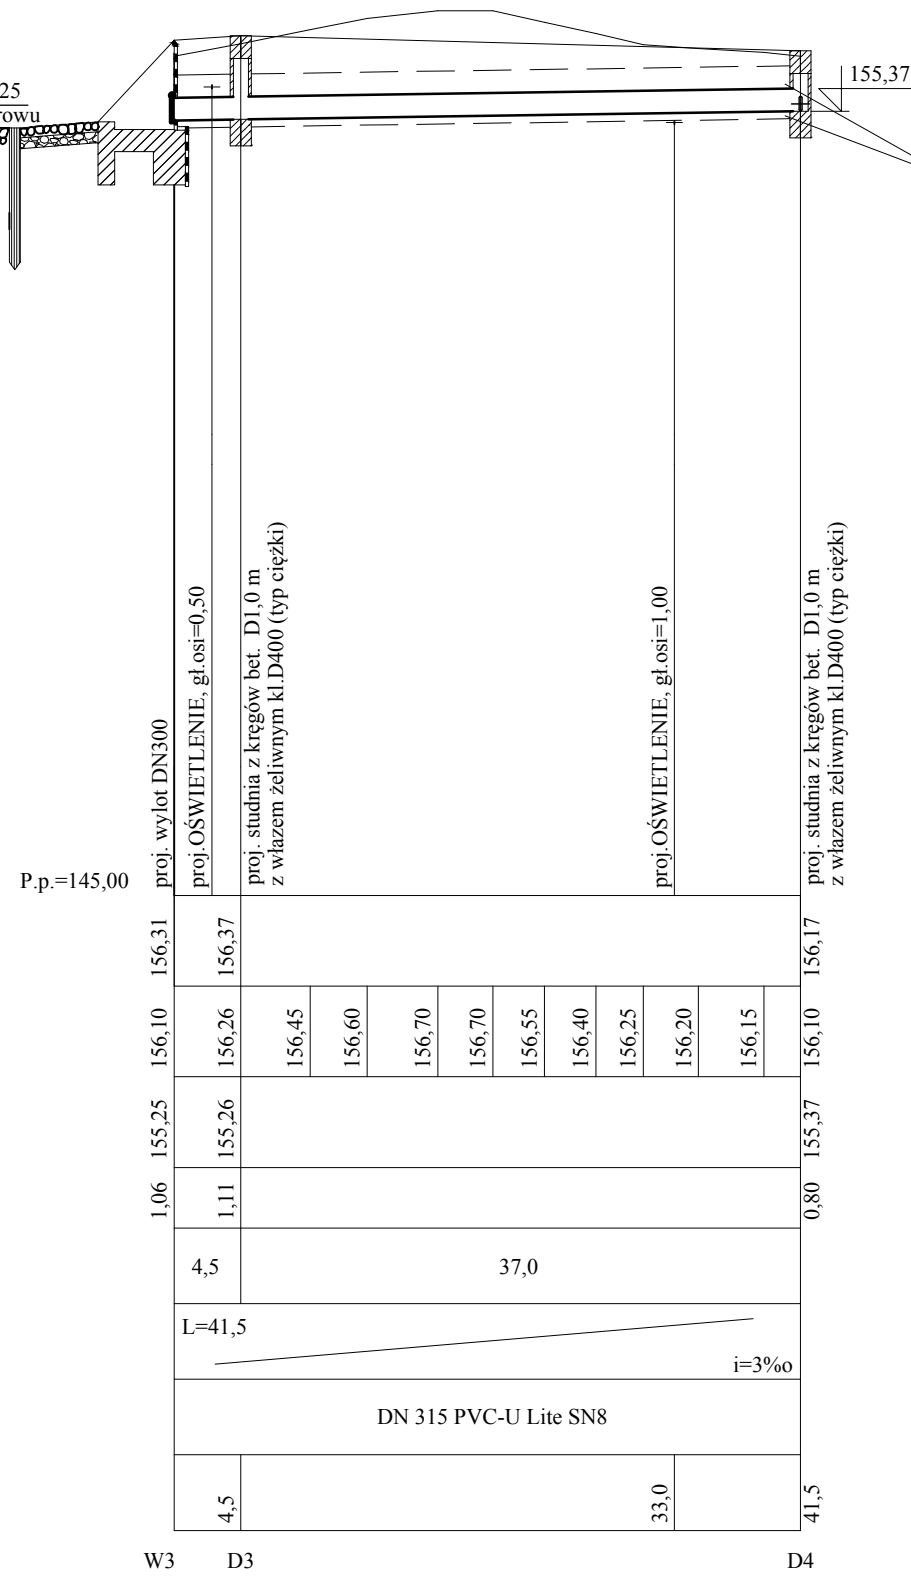 25
rowu
155,37
proj. wylot DN300
proj.OŚWIETLENIE, gł.osi=0,50
proj. studnia z kręgów bet. D1,0 m
z włazem żeliwnym kl.D400 (typ ciężki)
proj.OŚWIETLENIE, gł.osi=1,00
proj. studnia z kręgów bet. D1,0 m
z włazem żeliwnym kl.D400 (typ ciężki)
P.p.=145,00
156,31 156,37 156,17
156,10 156,26 156,45 156,60 156,70 156,70 156,55 156,40 156,25 156,20 156,15 156,10
155,25 155,26 155,37
1,06 1,11 0,80
4,5 37,0
L=41,5
i=3%o
DN 315 PVC-U Lite SN8
4,5 33,0 41,5
W3 D3 D4